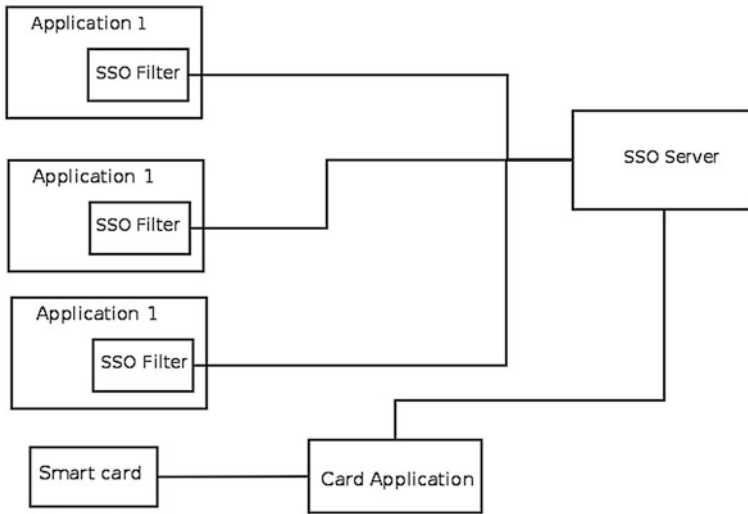 Application 1
SSO Filter
SSO Server
Application 1
SSO Filter
Application 1
SSO Filter
Smart card
Card Application